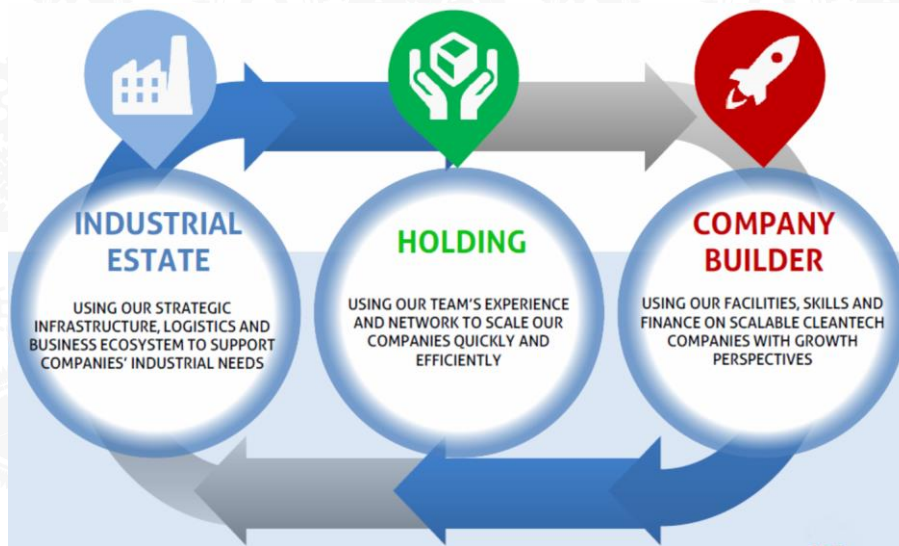 INDUSTRIAL
ESTATE
USING OUR STRATEGIC
INFRASTRUCTURE, LOGISTICS AND
BUSINESS ECOSYSTEM TO SUPPORT
COMPANIES' INDUSTRIAL NEEDS
HOLDING
USING OUR TEAM'S EXPERIENCE
AND NETWORK TO SCALE OUR
COMPANIES QUICKLY AND
EFFICIENTLY
COMPANY
BUILDER
USING OUR FACILITIES, SKILLS AND
FINANCE ON SCALABLE CLEANTECH
COMPANIES WITH GROWTH
PERSPECTIVES